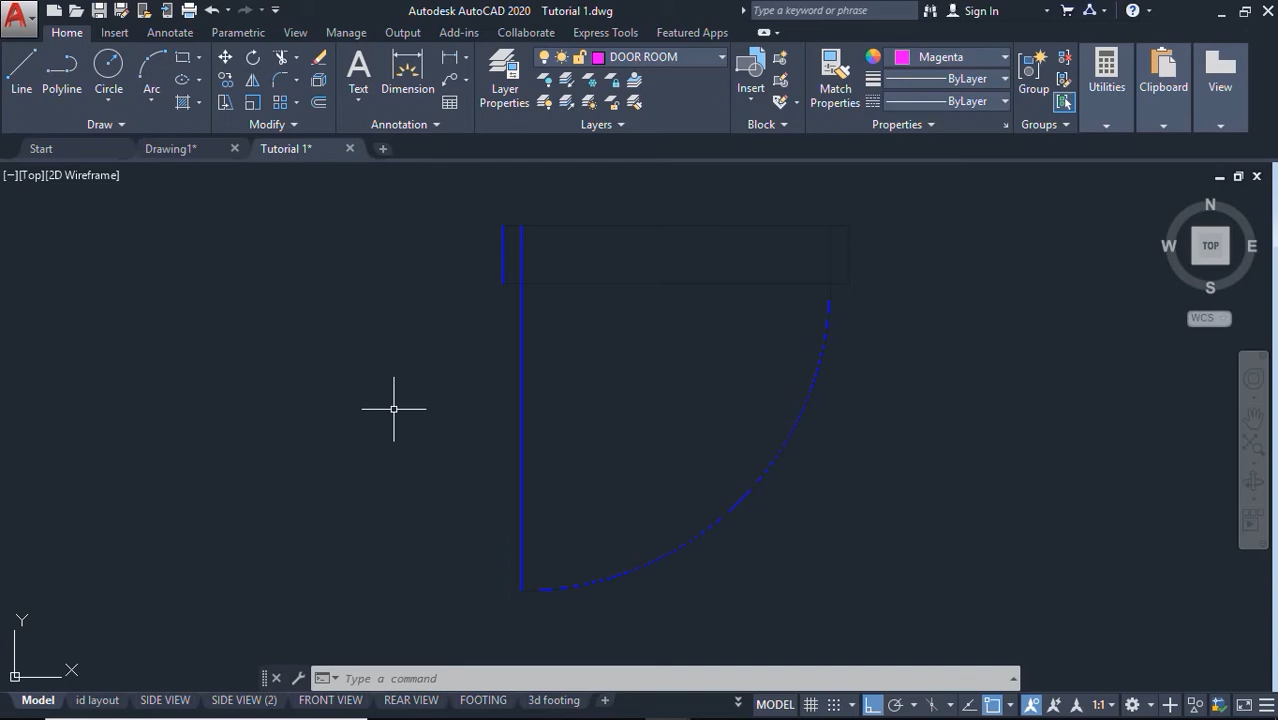 Autodesk AutoCAD 2020 Tutorial 1.dwg
Type a keyword or phrase
Sign In
Home Insert Annotate Parametric View Manage Output Add-ins Collaborate Express Tools Featured Apps
DOOR ROOM
Magenta
ByLayer
ByLayer
Line Polyline Circle Arc
Text Dimension
Layer Properties
Insert
Match Properties
Group
Utilities Clipboard View
Draw Modify Annotation Layers Block Properties Groups
Start Drawing1* Tutorial 1*
[−][Top][2D Wireframe]
N
W TOP E
S
WCS
Y
X
Type a command
Model id layout SIDE VIEW SIDE VIEW (2) FRONT VIEW REAR VIEW FOOTING 3d footing
MODEL
1:1